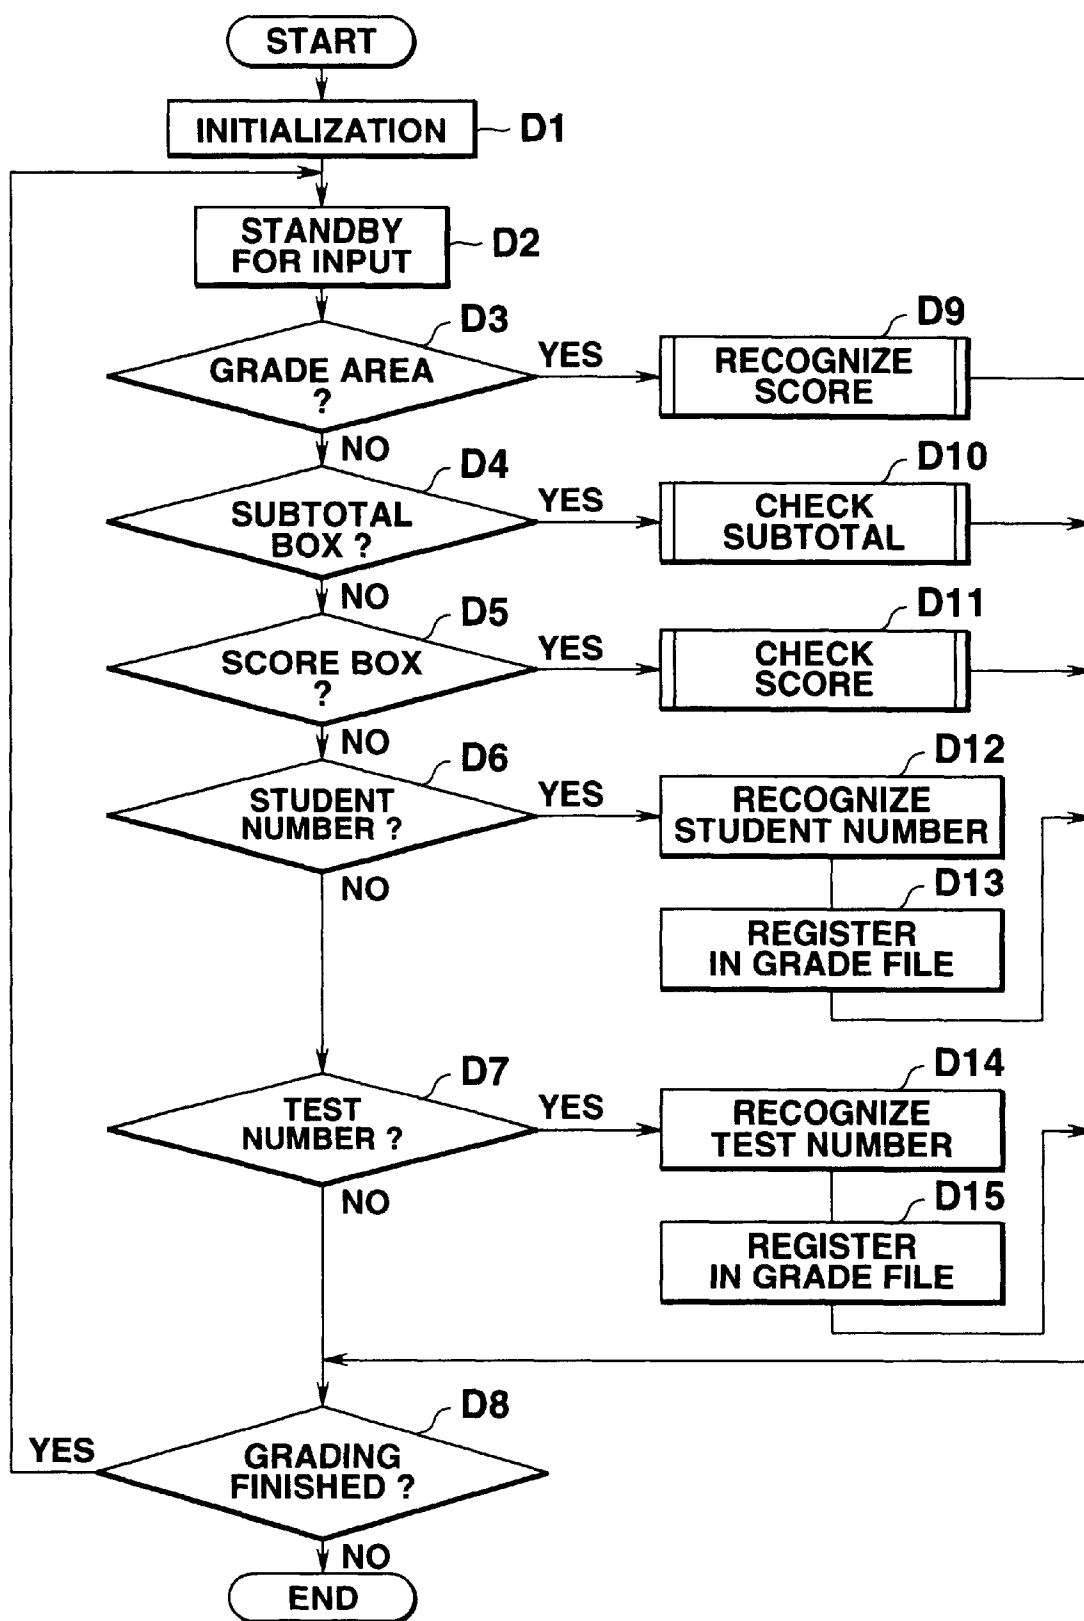 START
INITIALIZATION
D1
STANDBY
FOR INPUT
D2
D3
GRADE AREA
?
YES
NO
D9
RECOGNIZE
SCORE
D4
SUBTOTAL
BOX ?
YES
NO
D10
CHECK
SUBTOTAL
D5
SCORE BOX
?
YES
NO
D11
CHECK
SCORE
D6
STUDENT
NUMBER ?
YES
NO
D12
RECOGNIZE
STUDENT NUMBER
D13
REGISTER
IN GRADE FILE
D7
TEST
NUMBER ?
YES
NO
D14
RECOGNIZE
TEST NUMBER
D15
REGISTER
IN GRADE FILE
D8
GRADING
FINISHED ?
YES
NO
END